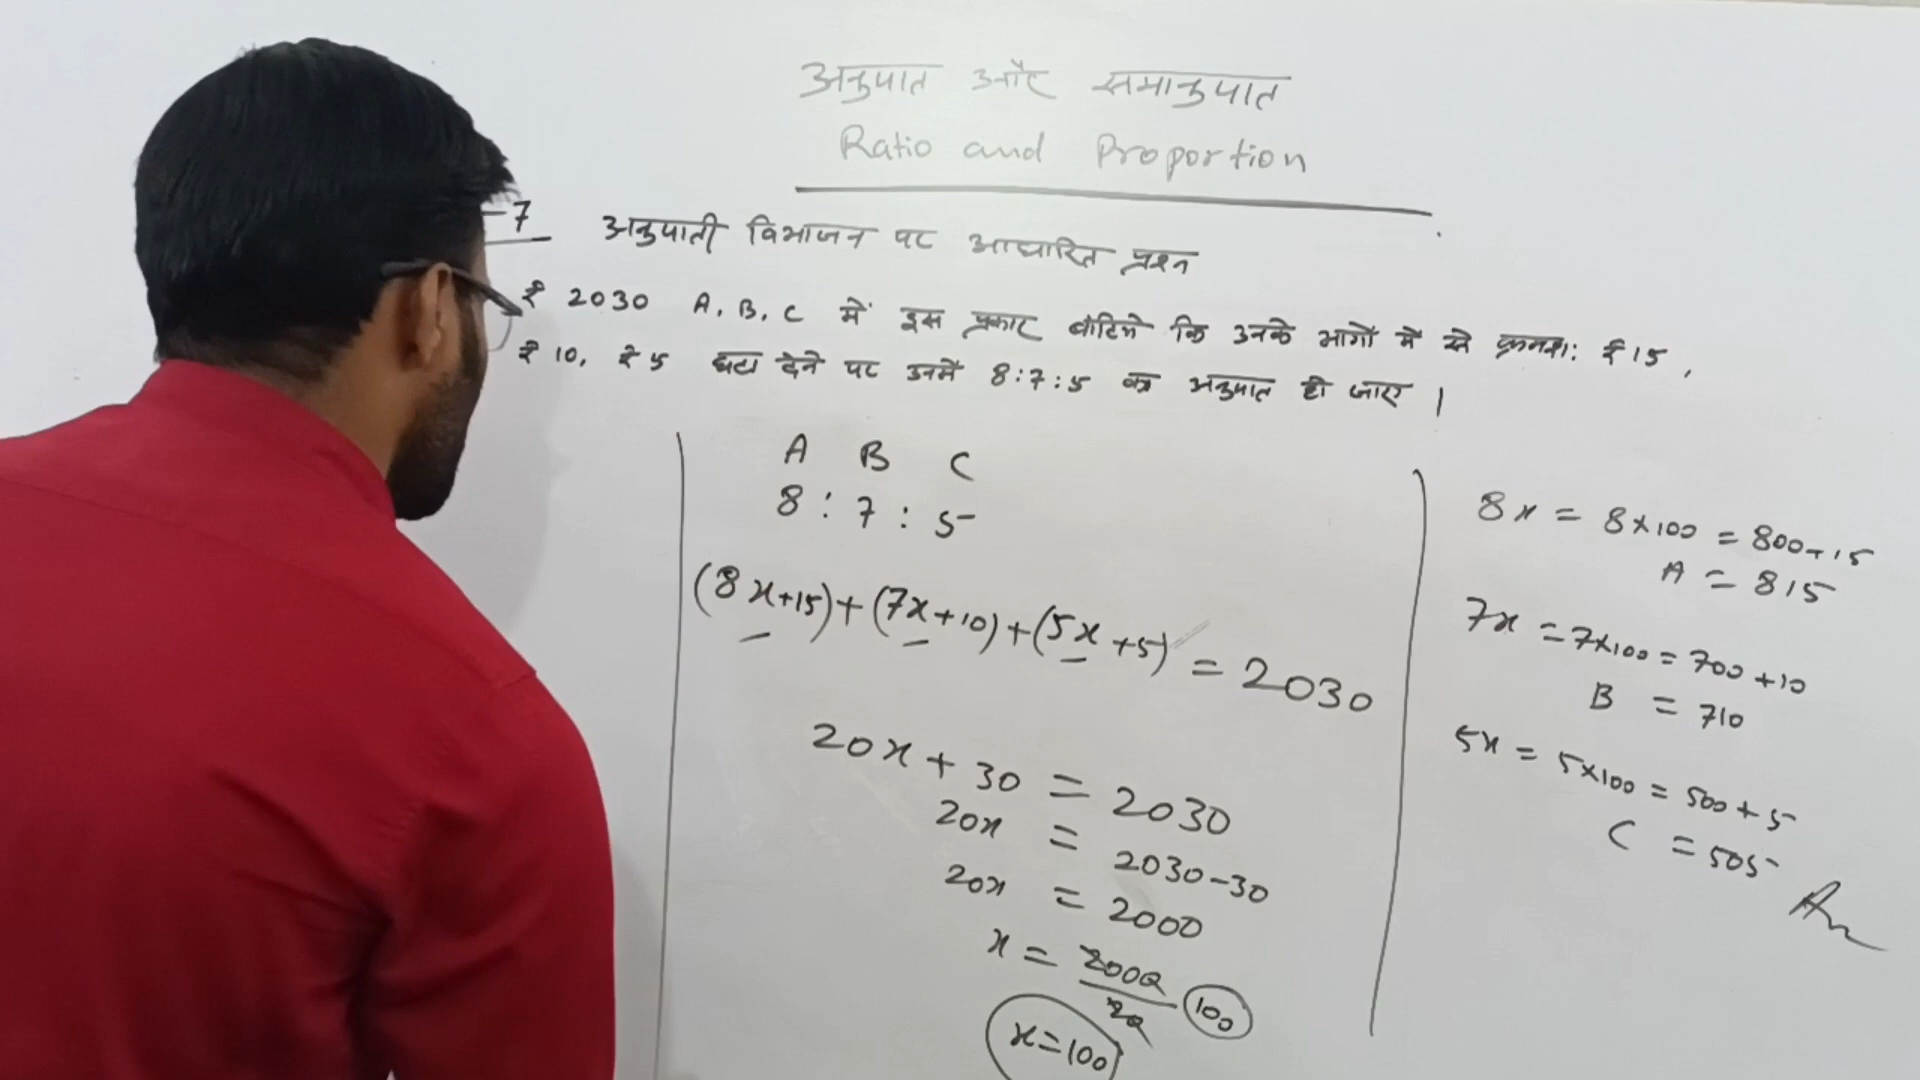 अनुपात और समानुपात
Ratio and Proportion
-7 अनुपाती विभाजन पर आधारित प्रश्न
₹ 2030 A, B, C में इस प्रकार बांटिये कि उनके भागों में से क्रमशः ₹ 15,
₹ 10, ₹ 5 घटा देने पर उनमें 8:7:5 का अनुपात हो जाए ।
A B C
8 : 7 : 5
(8x+15)+(7x+10)+(5x+5) = 2030
20x + 30 = 2030
20x = 2030-30
20x = 2000
x = 2000/20 100
x=100
8x = 8×100 = 800+15
A = 815
7x = 7×100 = 700+10
B = 710
5x = 5×100 = 500+5
C = 505